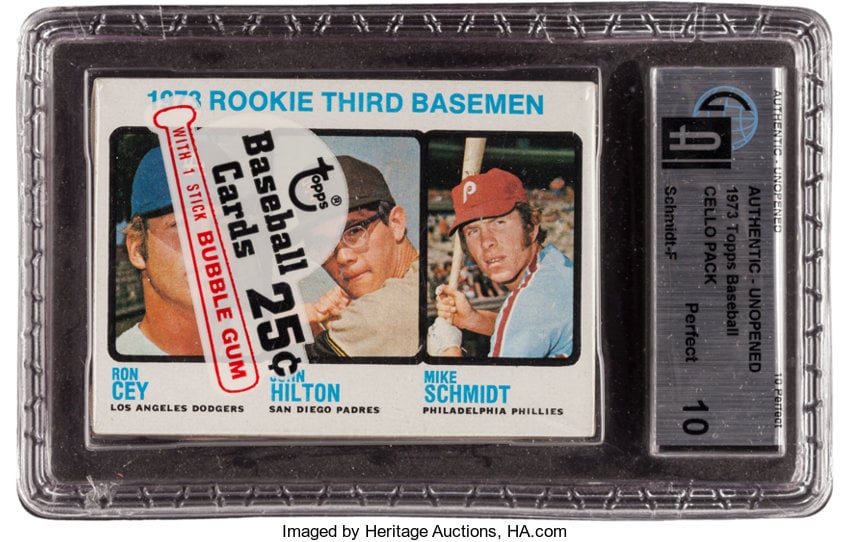 1973 ROOKIE THIRD BASEMEN
Topps®
Baseball
Cards 25¢
WITH 1 STICK BUBBLE GUM
RON
CEY
LOS ANGELES DODGERS
HILTON
SAN DIEGO PADRES
MIKE
SCHMIDT
PHILADELPHIA PHILLIES
P
AUTHENTIC - UNOPENED
10 Perfect
GA
AUTHENTIC - UNOPENED
1973 Topps Baseball
CELLO PACK
Schmidt-F
Perfect
10
Imaged by Heritage Auctions, HA.com